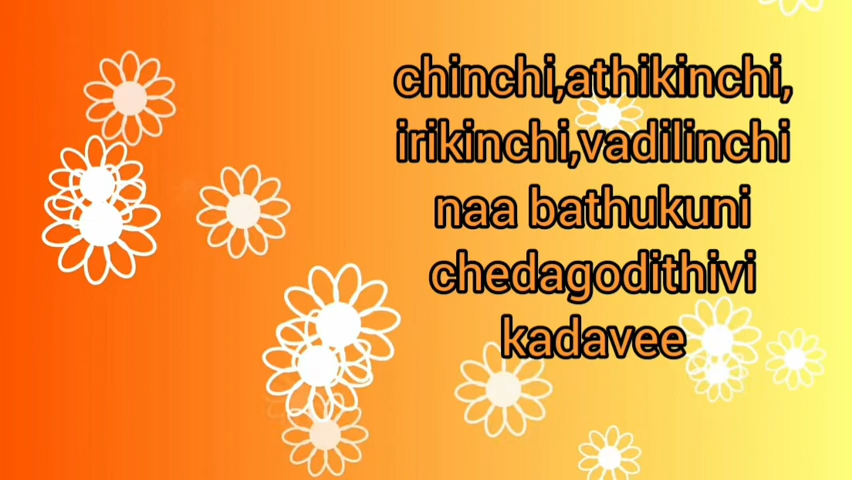 chinchi,athikinchi,
irikinchi,vadilinchi
naa bathukuni
chedagodithivi
kadavee